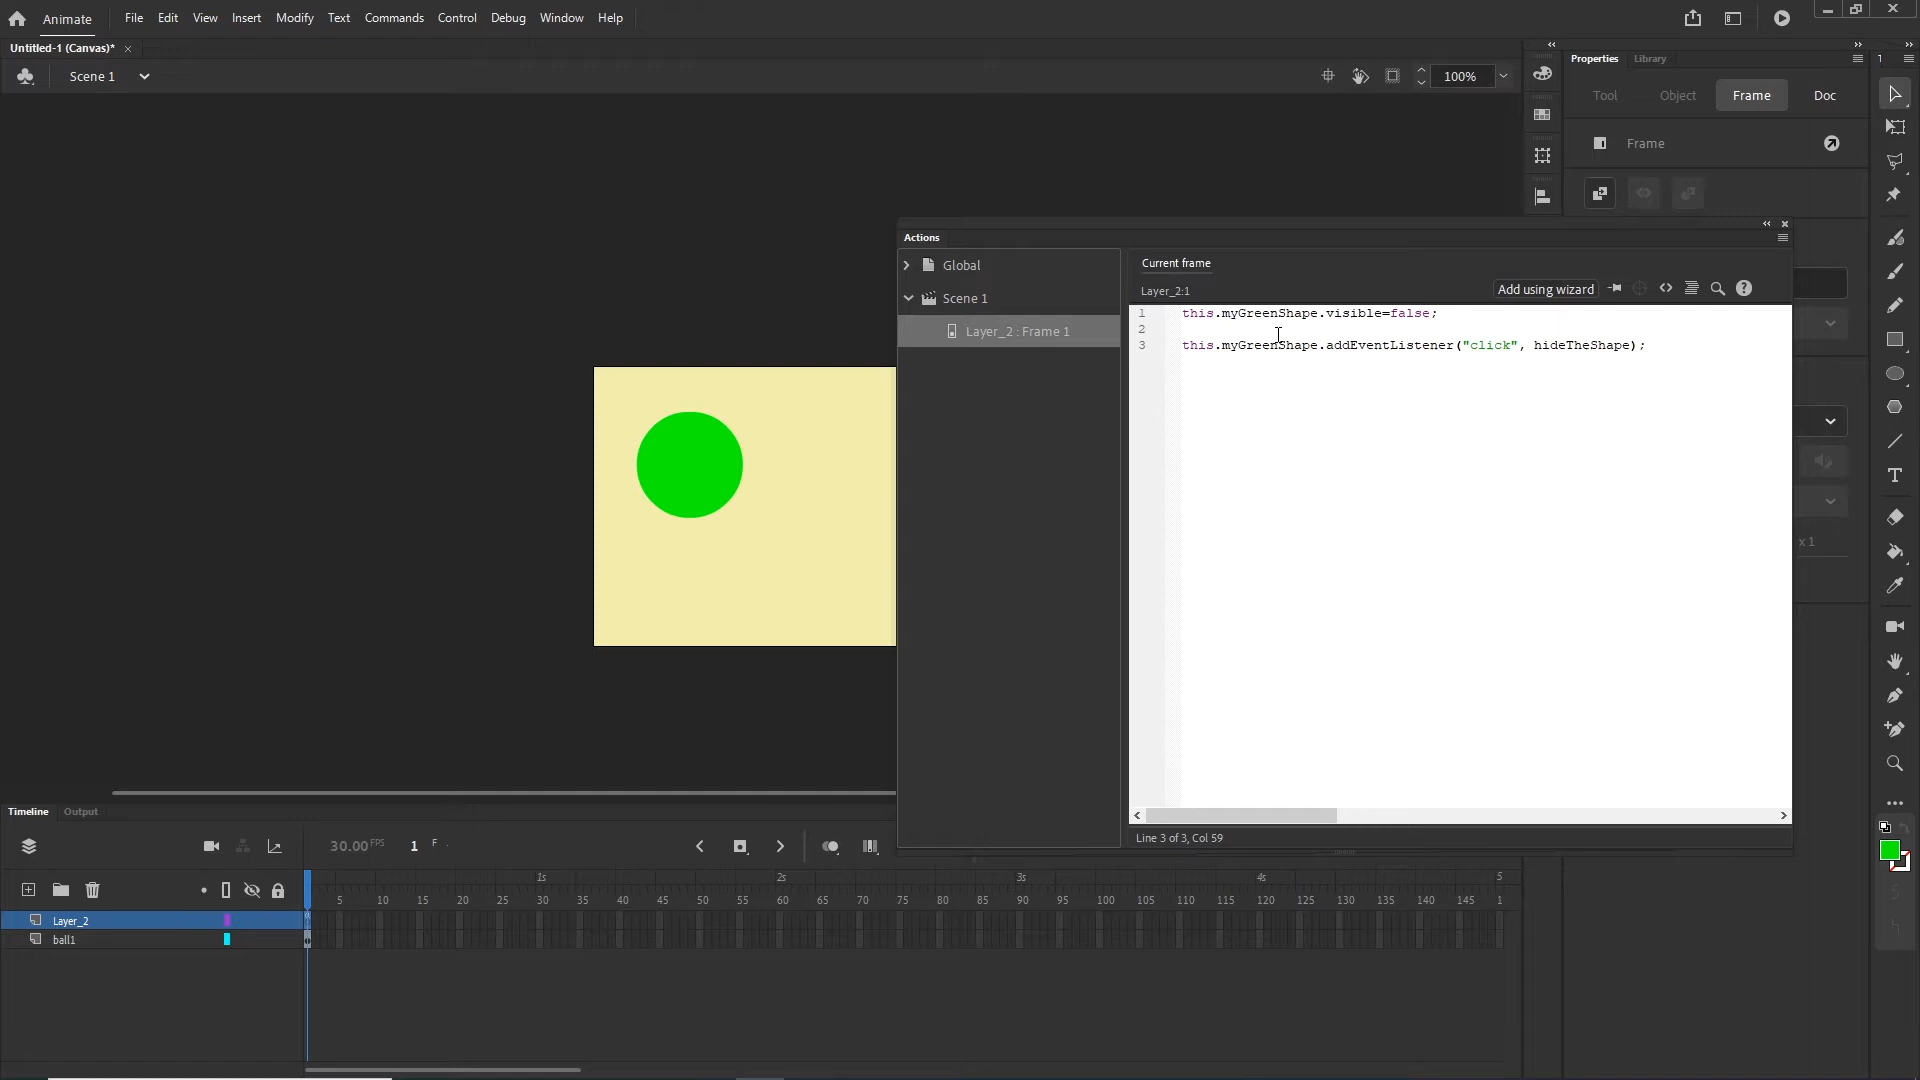 Animate File Edit View Insert Modify Text Commands Control Debug Window Help
Untitled-1 (Canvas)*
Scene 1
100%
Properties Library
Tool Object Frame Doc
Frame
Actions
Global
Scene 1
Layer_2 : Frame 1
Current frame
Layer_2:1
Add using wizard
1 this.myGreenShape.visible=false;
2
3 this.myGreenShape.addEventListener("click", hideTheShape);
x 1
Line 3 of 3, Col 59
Timeline Output
30.00 FPS 1 F
1s 2s 3s 4s 5
5 10 15 20 25 30 35 40 45 50 55 60 65 70 75 80 85 90 95 100 105 110 115 120 125 130 135 140 145 1
Layer_2
ball1